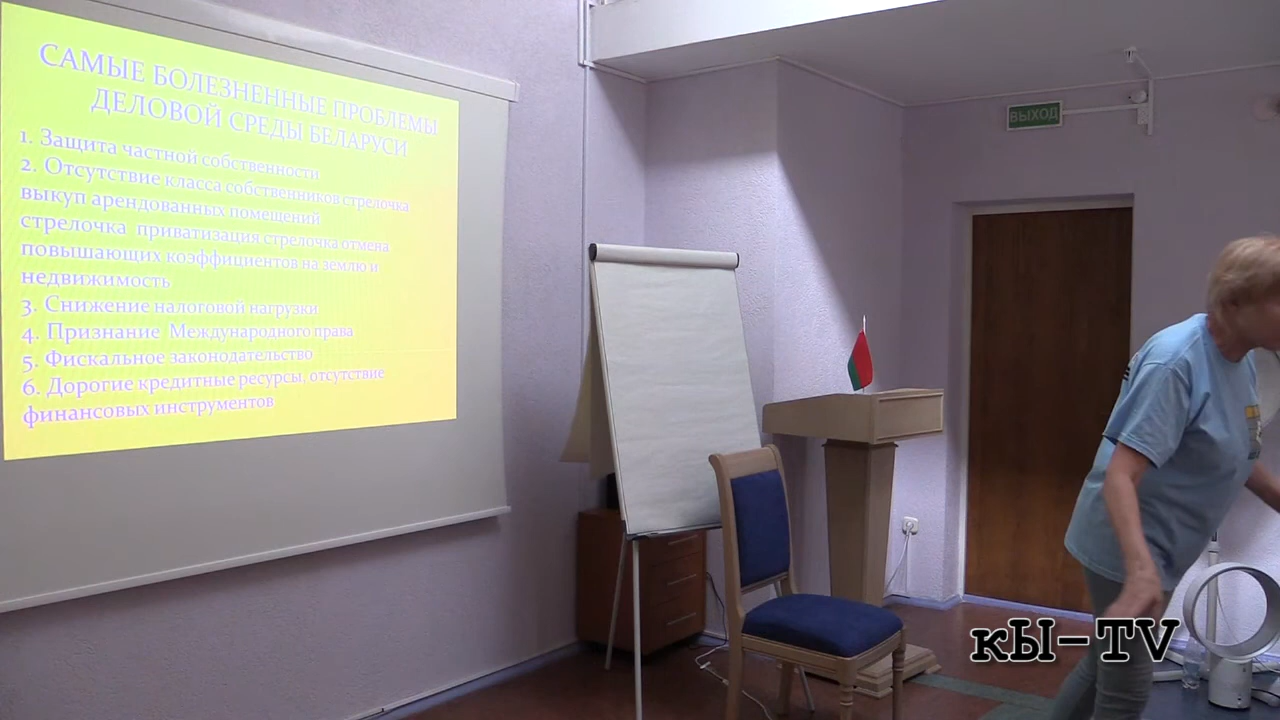 САМЫЕ БОЛЕЗНЕННЫЕ ПРОБЛЕМЫ
ДЕЛОВОЙ СРЕДЫ БЕЛАРУСИ
1. Защита частной собственности
2. Отсутствие класса собственников стрелочка
выкуп арендованных помещений
стрелочка приватизация стрелочка отмена
повышающих коэффициентов на землю и
недвижимость
3. Снижение налоговой нагрузки
4. Признание Международного права
5. Фискальное законодательство
6. Дорогие кредитные ресурсы, отсутствие
финансовых инструментов
ВЫХОД
кЫ-TV